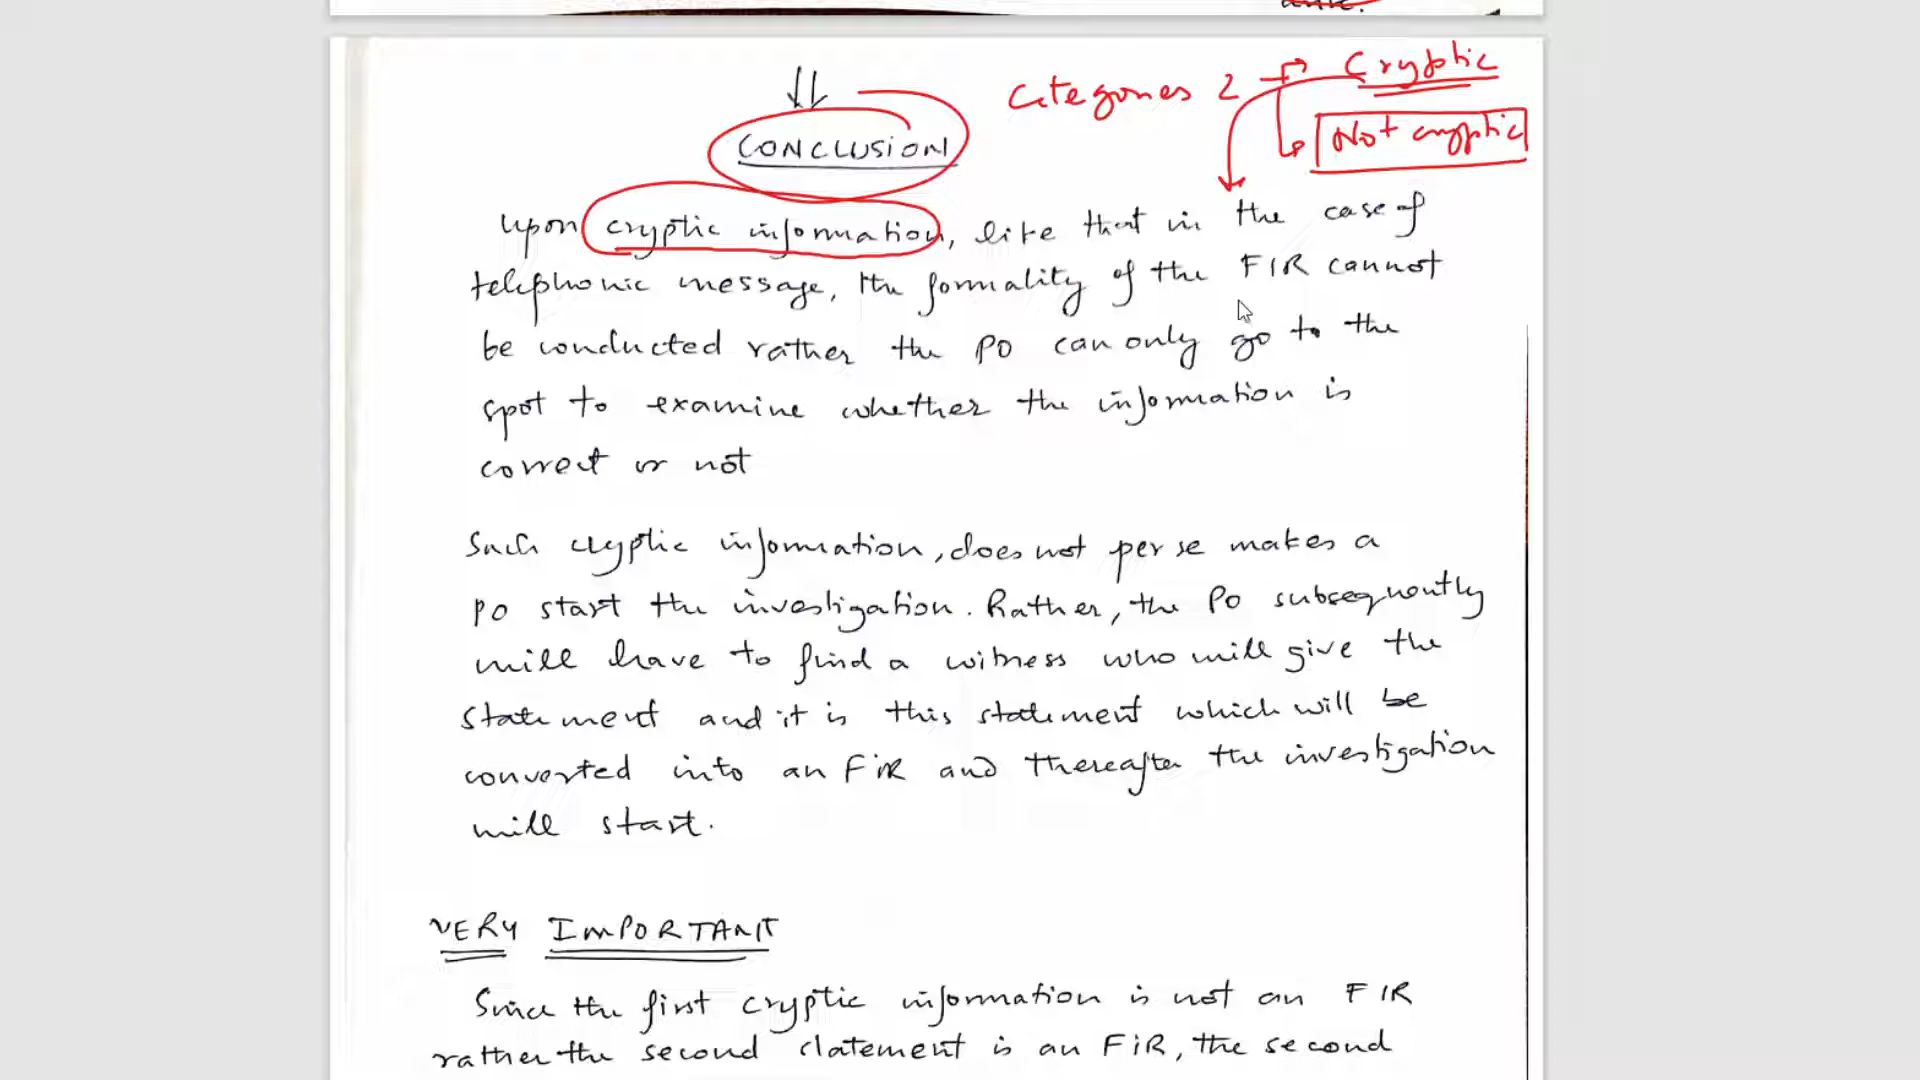 Categories 2 → Cryptic
Not cryptic
CONCLUSION
Upon cryptic information, like that in the case of
telephonic message, the formality of the FIR cannot
be conducted rather the PO can only go to the
spot to examine whether the information is
correct or not
Such cryptic information, does not per se makes a
PO start the investigation. Rather, the PO subsequently
will have to find a witness who will give the
statement and it is this statement which will be
converted into an FIR and thereafter the investigation
will start.
VERY IMPORTANT
Since the first cryptic information is not an FIR
rather the second statement is an FIR, the second